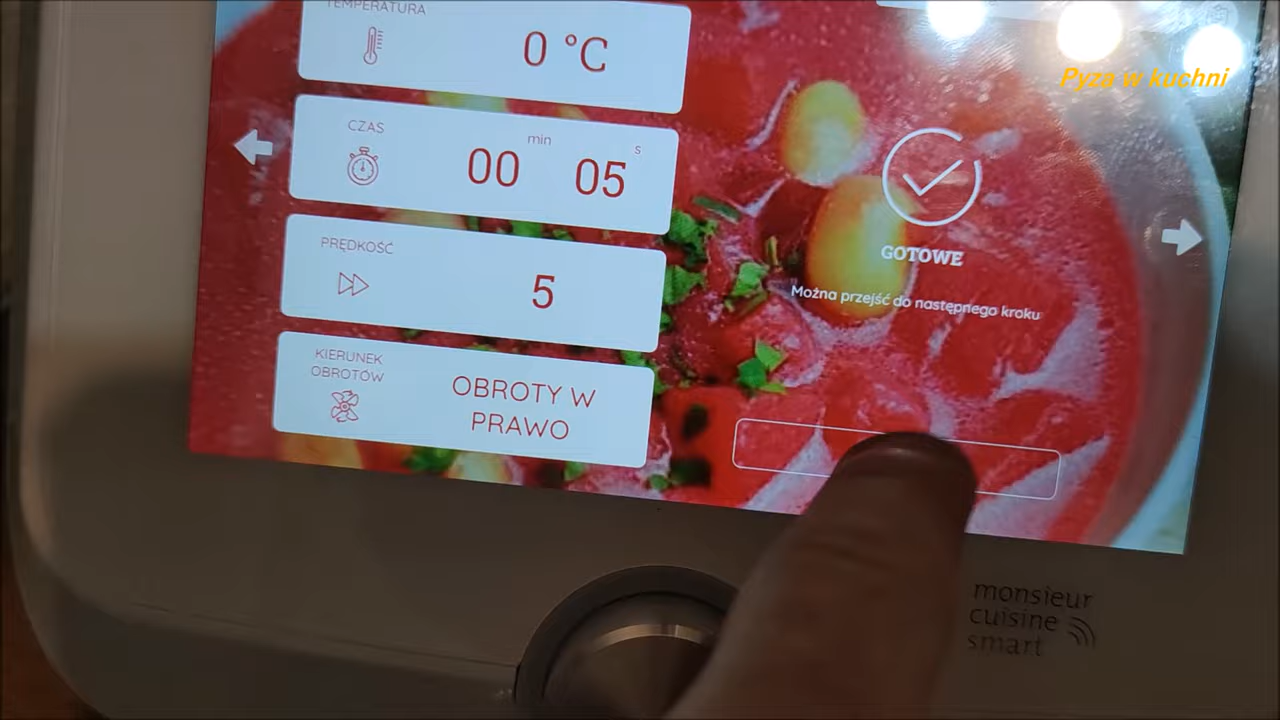 TEMPERATURA
0 °C
Pyza w kuchni
CZAS
min
s
00
05
PRĘDKOŚĆ
5
GOTOWE
Można przejść do następnego kroku
KIERUNEK
OBROTÓW
OBROTY W
PRAWO
monsieur
cuisine
smart